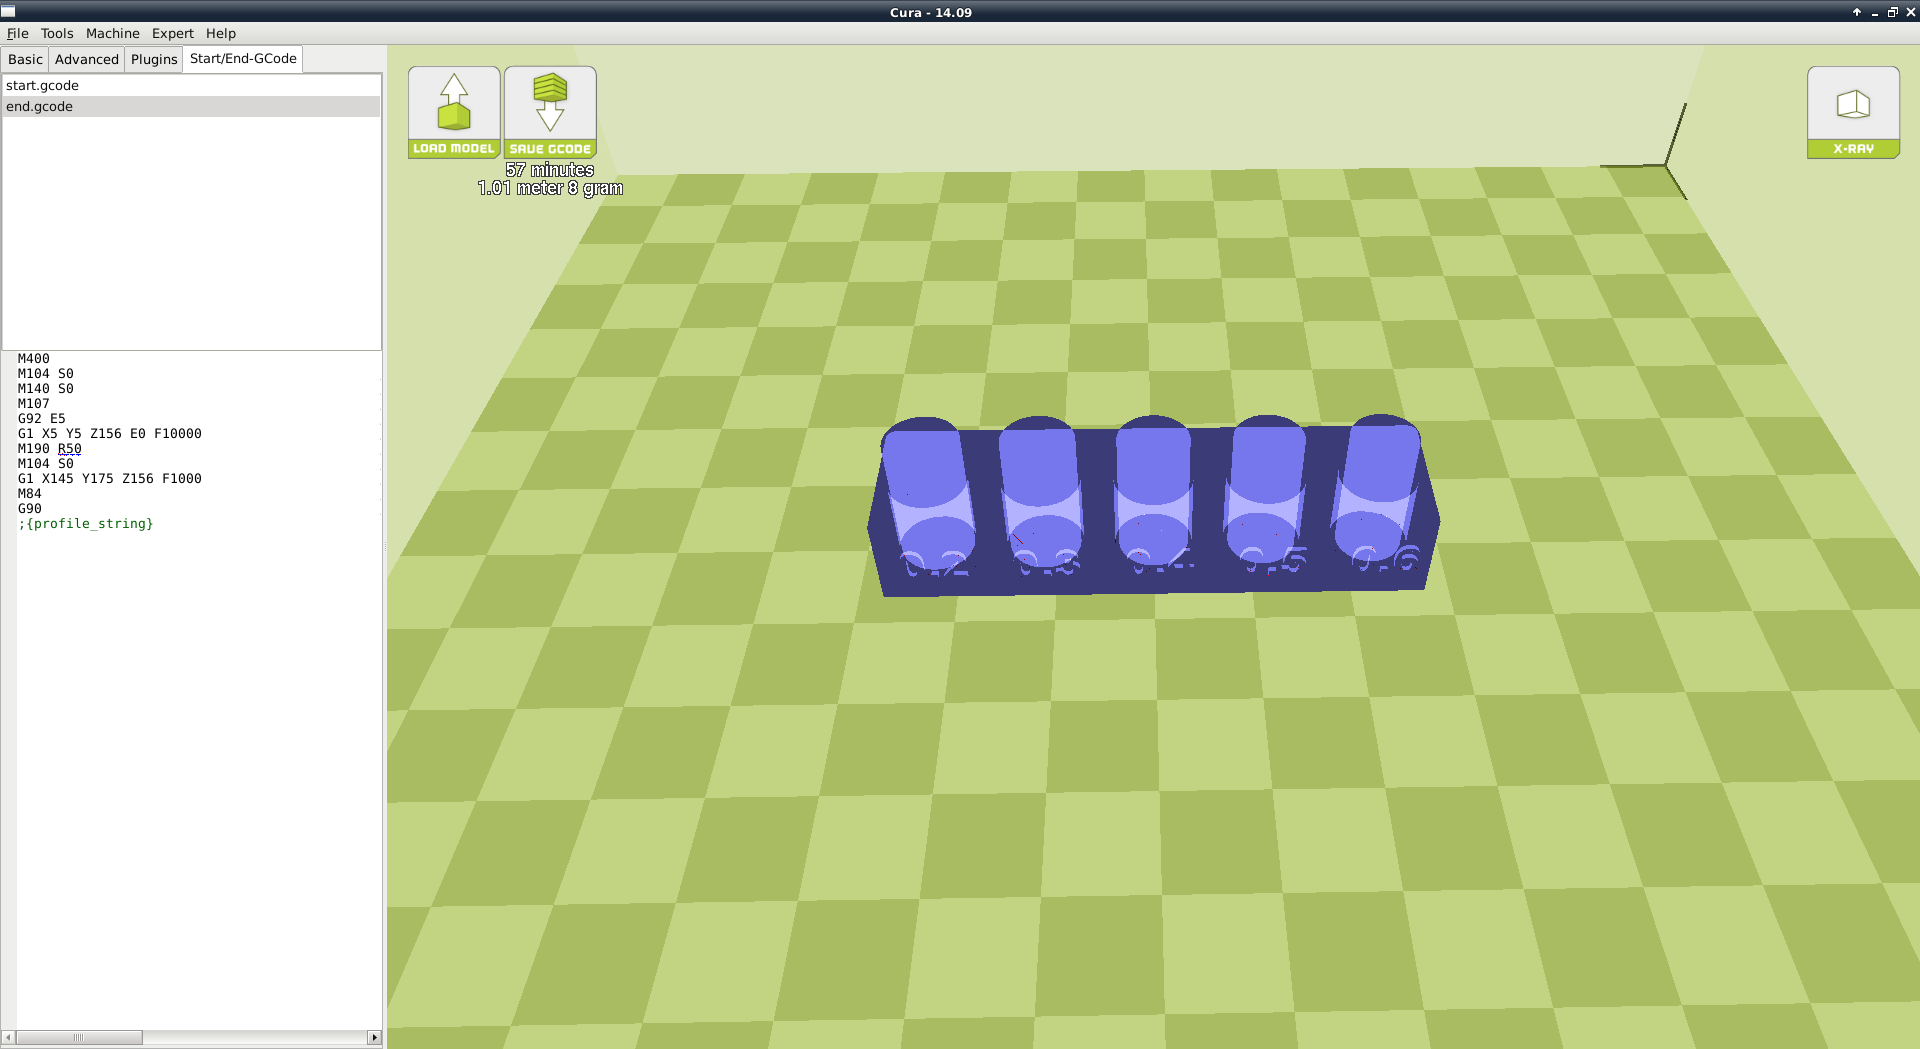 Cura - 14.09
File Tools Machine Expert Help
Basic Advanced Plugins Start/End-GCode
start.gcode
end.gcode
M400
M104 S0
M140 S0
M107
G92 E5
G1 X5 Y5 Z156 E0 F10000
M190 R50
M104 S0
G1 X145 Y175 Z156 F1000
M84
G90
;{profile_string}
LOAD MODEL
SAVE GCODE
57 minutes
1.01 meter 8 gram
X-RAY